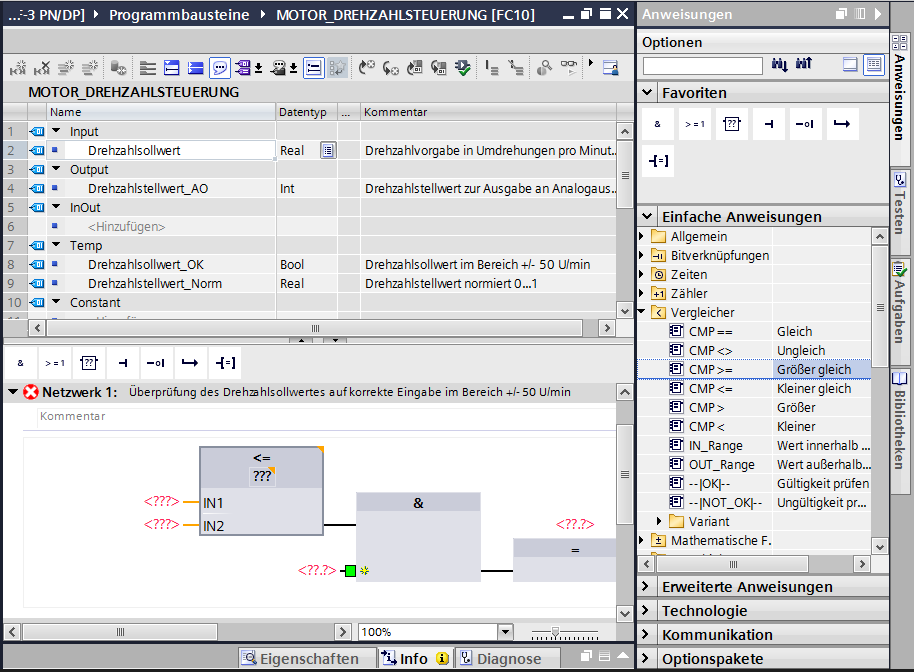 ...-3 PN/DP] Programmbausteine MOTOR_DREHZAHLSTEUERUNG [FC10]
MOTOR_DREHZAHLSTEUERUNG
Name Datentyp ... Kommentar
1 Input
2 Drehzahlsollwert Real Drehzahlvorgabe in Umdrehungen pro Minut...
3 Output
4 Drehzahlstellwert_AO Int Drehzahlstellwert zur Ausgabe an Analogaus...
5 InOut
6 <Hinzufügen>
7 Temp
8 Drehzahlsollwert_OK Bool Drehzahlsollwert im Bereich +/- 50 U/min
9 Drehzahlstellwert_Norm Real Drehzahlstellwert normiert 0...1
10 Constant
& >=1 ?? -o|
Netzwerk 1: Überprüfung des Drehzahlsollwertes auf korrekte Eingabe im Bereich +/- 50 U/min
Kommentar
<=
???
<???> IN1
<???> IN2
&
<??.?>
<??.?>
=
100%
Eigenschaften Info Diagnose
Anweisungen
Optionen
Favoriten
& >=1 ?? -o|
Einfache Anweisungen
Allgemein
Bitverknüpfungen
Zeiten
Zähler
Vergleicher
CMP == Gleich
CMP <> Ungleich
CMP >= Größer gleich
CMP <= Kleiner gleich
CMP > Größer
CMP < Kleiner
IN_Range Wert innerhalb ...
OUT_Range Wert außerhalb...
--|OK|-- Gültigkeit prüfen
--|NOT_OK|-- Ungültigkeit pr...
Variant
Mathematische F.
Erweiterte Anweisungen
Technologie
Kommunikation
Optionspakete
Anweisungen
Testen
Aufgaben
Bibliotheken